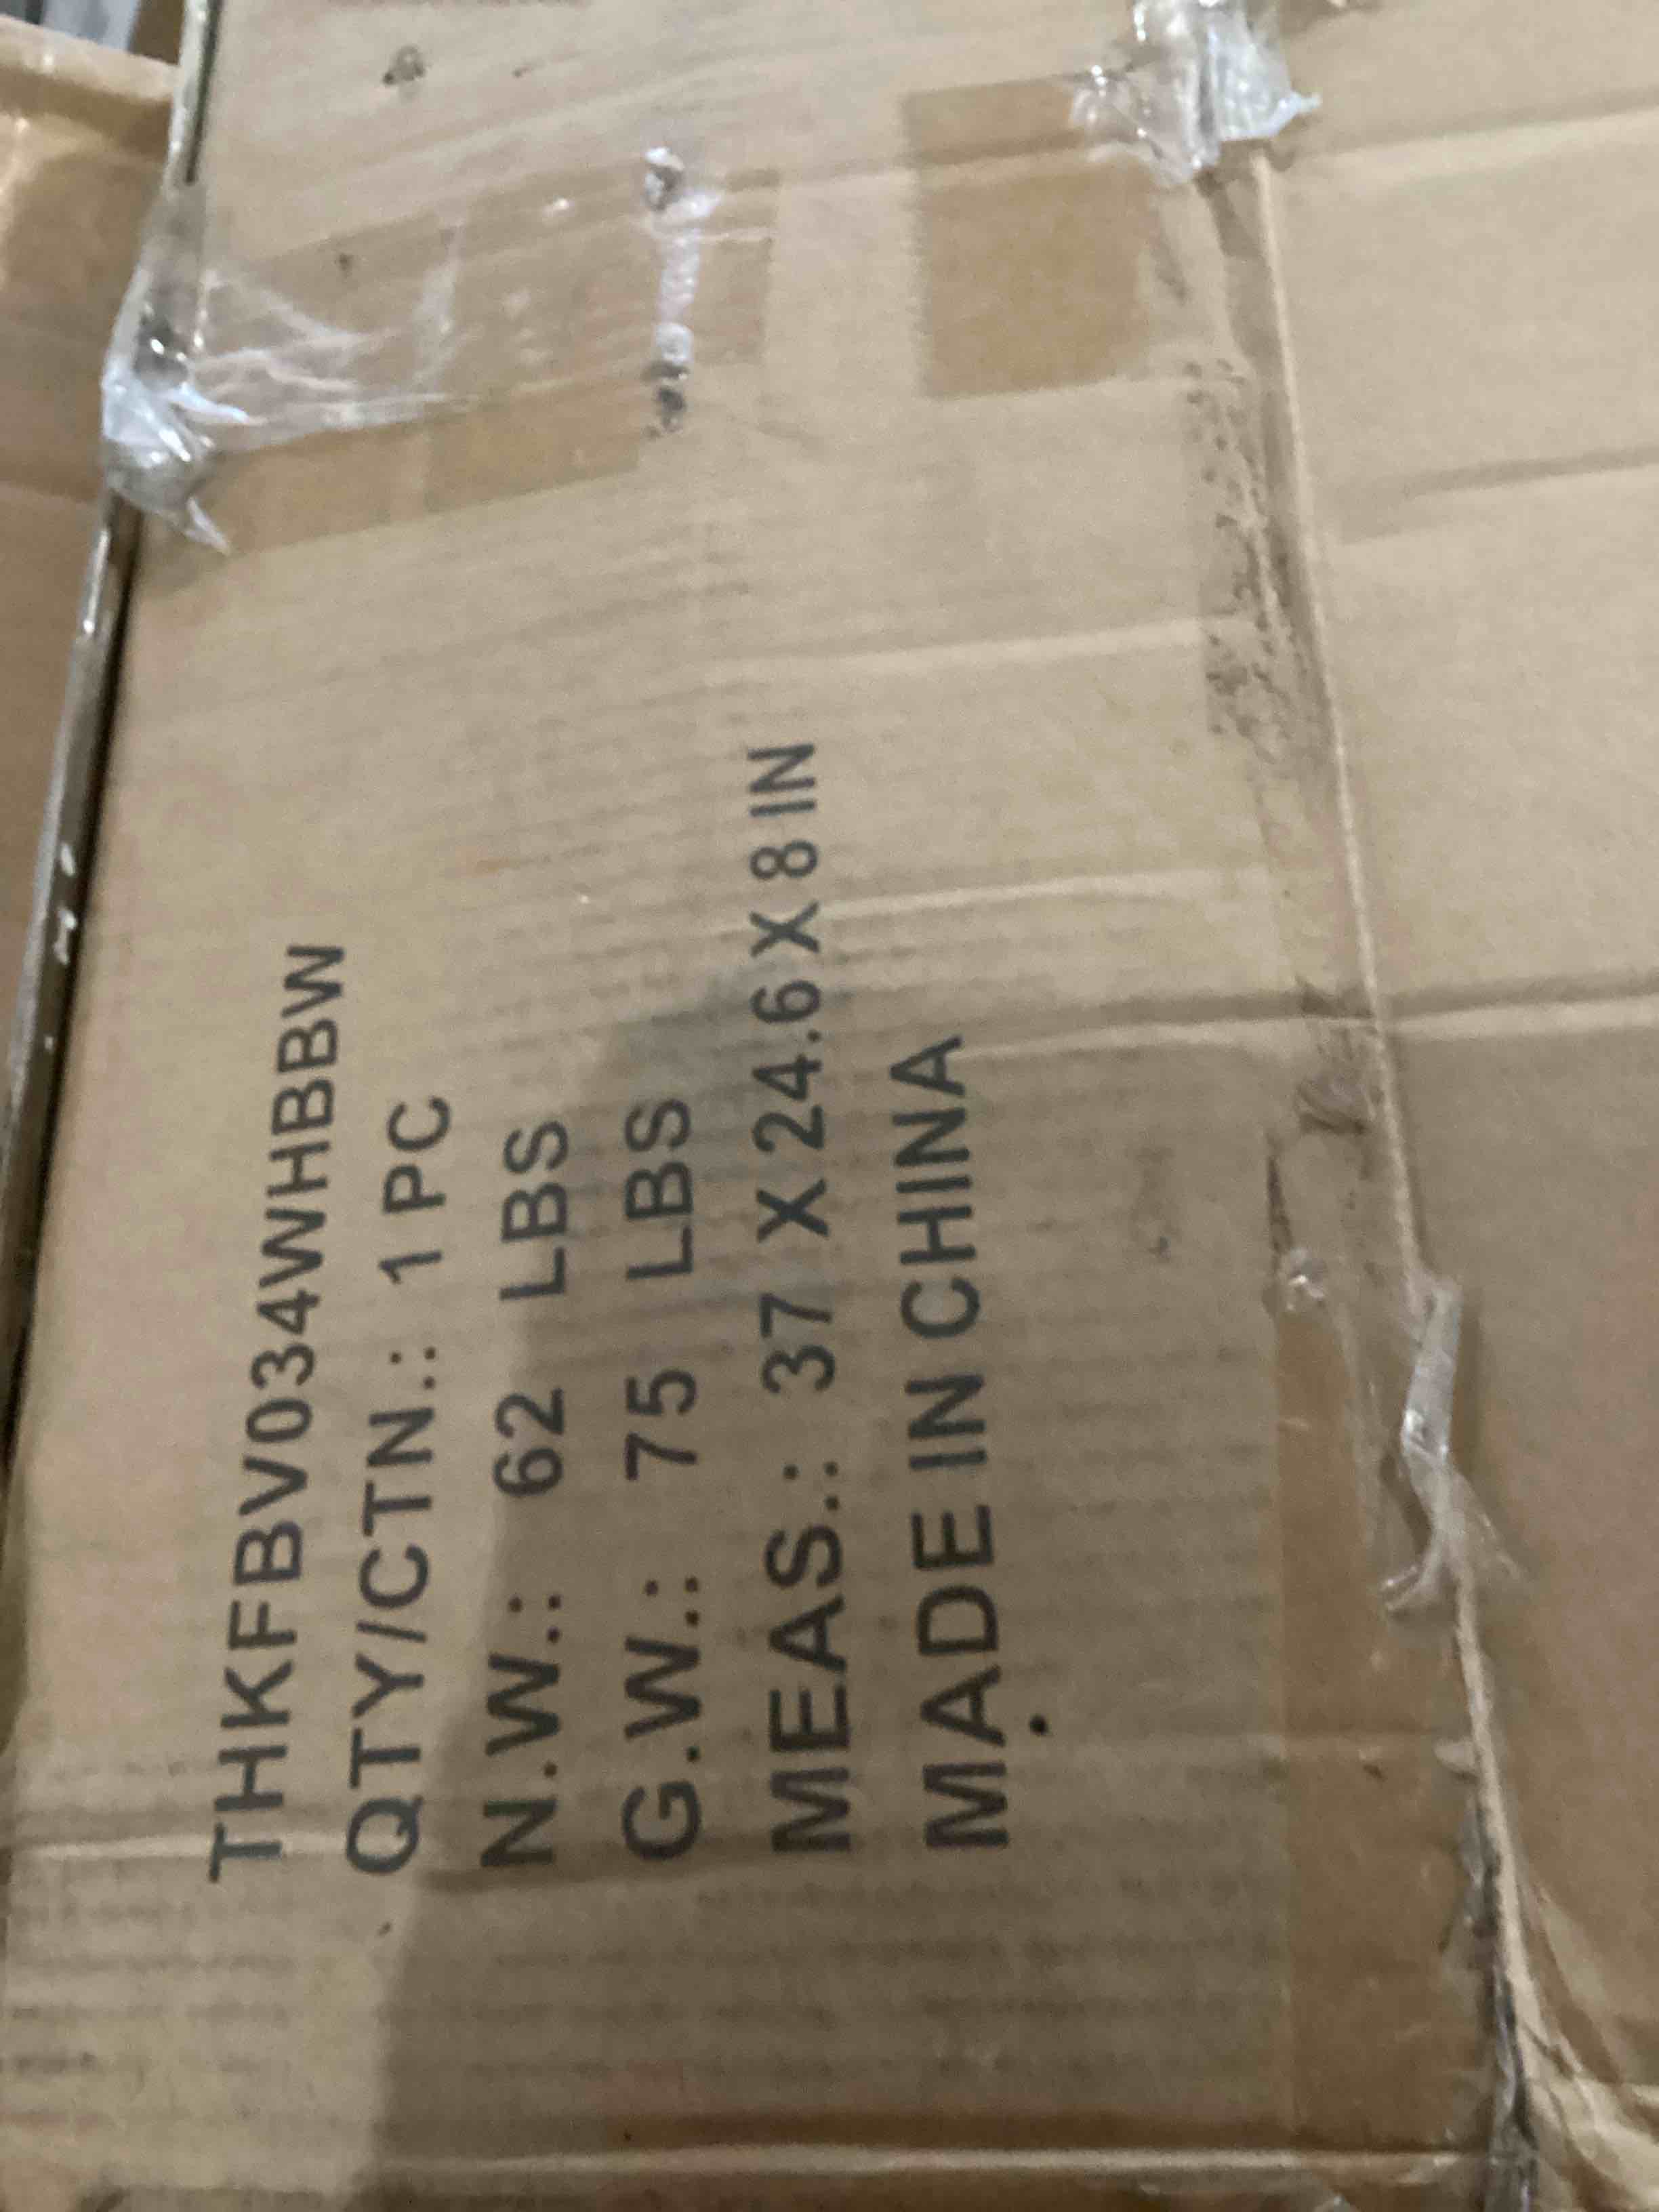 THKFBV034WHBBW
QTY/CTN.: 1 PC
N.W.: 62 LBS
G.W.: 75 LBS
MEAS.: 37 X 24.6 X 8 IN
MADE IN CHINA